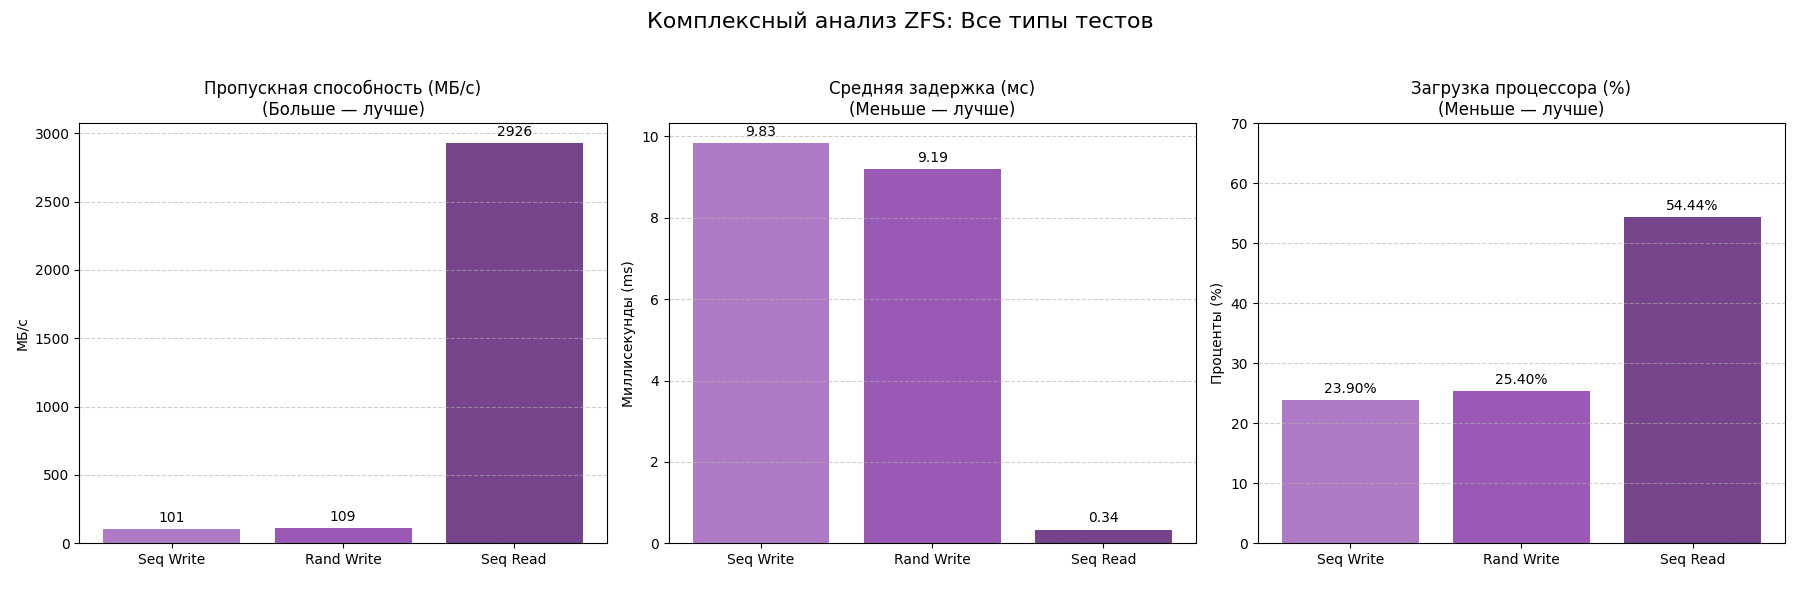 Комплексный анализ ZFS: Все типы тестов
Пропускная способность (МБ/с)
(Больше — лучше)
МБ/с
3000
2500
2000
1500
1000
500
0
101
109
2926
Seq Write
Rand Write
Seq Read
Средняя задержка (мс)
(Меньше — лучше)
Миллисекунды (ms)
10
8
6
4
2
0
9.83
9.19
0.34
Seq Write
Rand Write
Seq Read
Загрузка процессора (%)
(Меньше — лучше)
Проценты (%)
70
60
50
40
30
20
10
0
23.90%
25.40%
54.44%
Seq Write
Rand Write
Seq Read